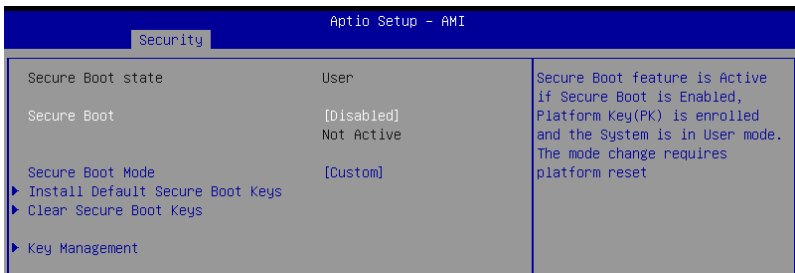 Aptio Setup – AMI
Security
Secure Boot state User
Secure Boot [Disabled]
Not Active
Secure Boot Mode [Custom]
Install Default Secure Boot Keys
Clear Secure Boot Keys
Key Management
Secure Boot feature is Active
if Secure Boot is Enabled,
Platform Key(PK) is enrolled
and the System is in User mode.
The mode change requires
platform reset